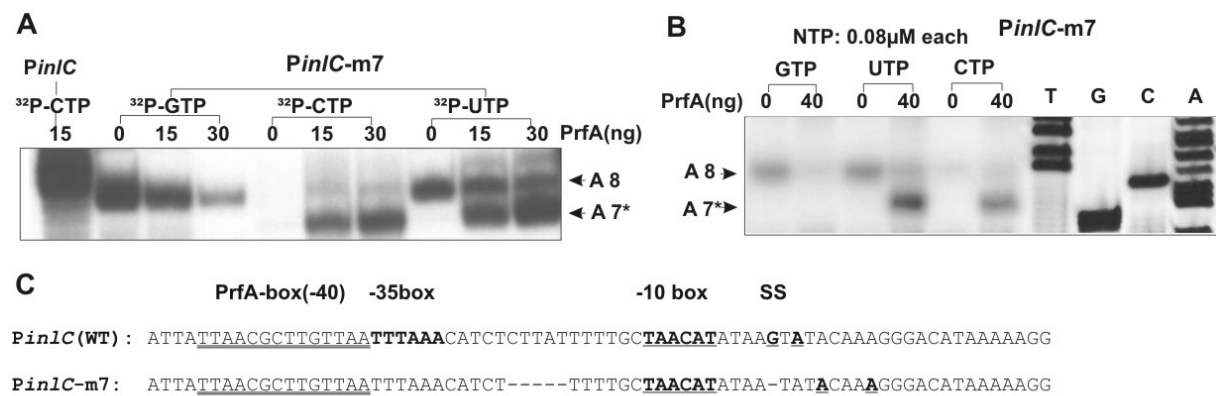 A
PinlC PinlC-m7
³²P-CTP ³²P-GTP ³²P-CTP ³²P-UTP
15 0 15 30 0 15 30 0 15 30 PrfA(ng)
A 8
A 7*
B
PinlC-m7
NTP: 0.08µM each
GTP UTP CTP
PrfA(ng) 0 40 0 40 0 40 T G C A
A 8
A 7*
C
PrfA-box(-40) -35box -10 box SS
PinlC(WT): ATTATTAACGCTTGTTAATTTAAACATCTCTTATTTTTGCTAACATATAAGTATACAAAGGGACATAAAAAGG
PinlC-m7: ATTATTAACGCTTGTTAATTTAAACATCT-----TTTTGCTAACATATAA-TATACAAAGGGACATAAAAAGG